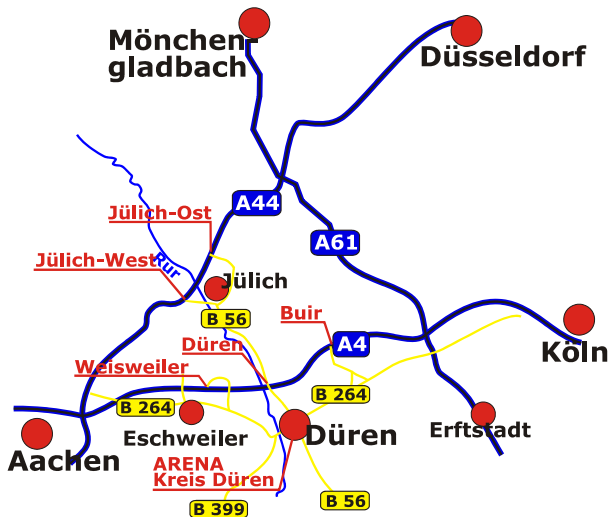 Mönchen-
gladbach
Düsseldorf
A44
Jülich-Ost
A61
Jülich-West
Rur
Jülich
B 56
Buir
Düren
A4
Köln
Weisweiler
B 264
B 264
Eschweiler
Düren
Erftstadt
Aachen
ARENA
Kreis Düren
B 399
B 56